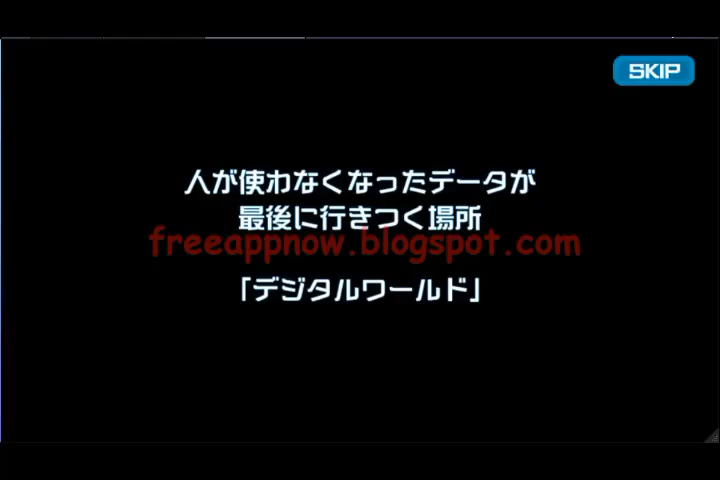 SKIP
人が使わなくなったデータが
最後に行きつく場所
freeappnow.blogspot.com
「デジタルワールド」